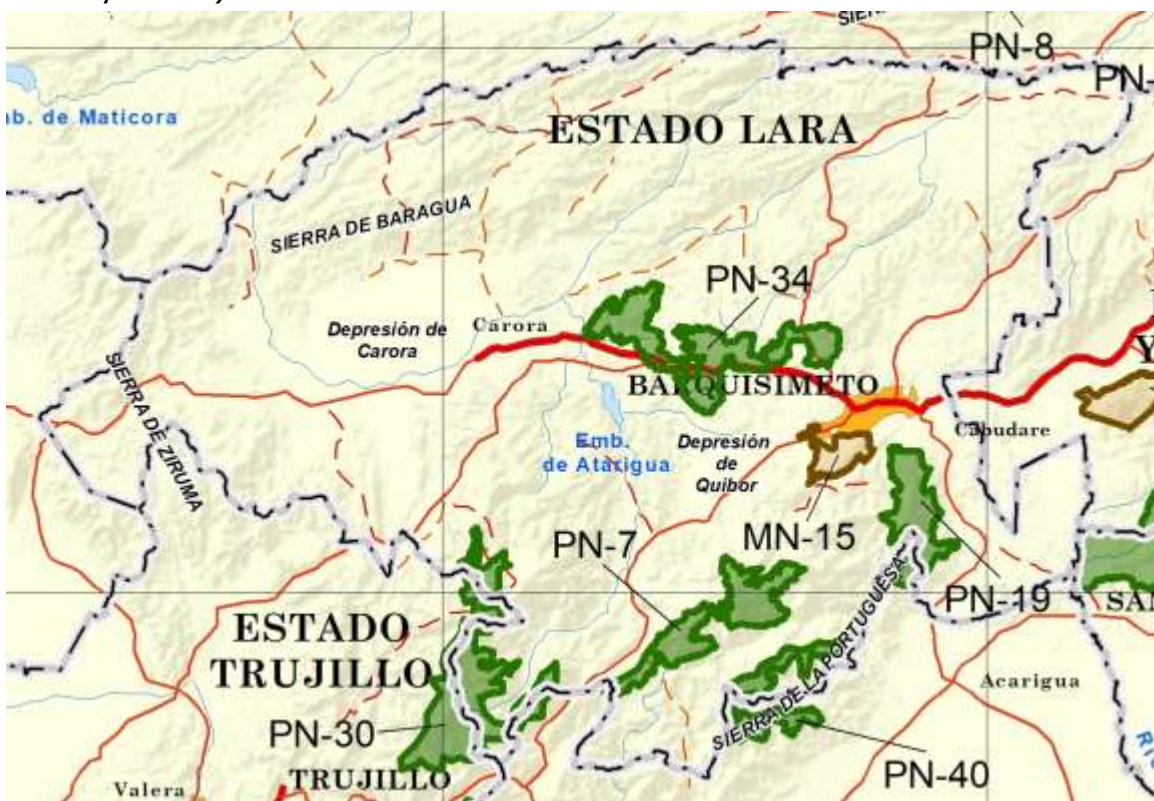 PN-8
PN-
nb. de Maticora
ESTADO LARA
SIERRA DE BARAGUA
PN-34
Depresión de
Carora
Carora
BARQUISIMETO
Y
SIERRA DE ZIRUMA
Emb.
de Atarigua
Depresión
de
Quibor
Cabudare
PN-7
MN-15
PN-19
SAN
ESTADO
TRUJILLO
SIERRA DE LA PORTUGUESA
Acarigua
PN-30
TRUJILLO
PN-40
Valera